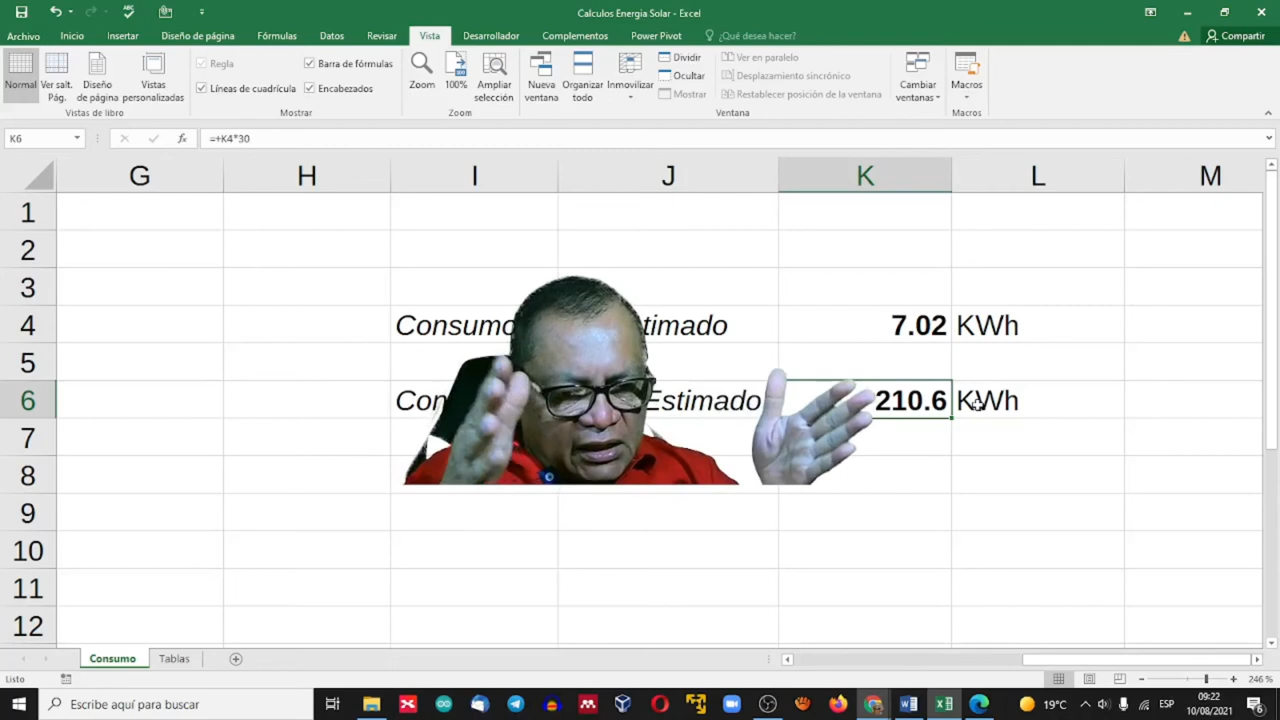 Calculos Energia Solar - Excel
Archivo Inicio Insertar Diseño de página Fórmulas Datos Revisar Vista Desarrollador Complementos Power Pivot ¿Qué desea hacer? Compartir
Normal
Ver salt. Pág.
Diseño de página
Vistas personalizadas
Vistas de libro
Regla
Barra de fórmulas
Líneas de cuadrícula
Encabezados
Mostrar
Zoom
100%
Ampliar selección
Zoom
Nueva ventana
Organizar todo
Inmovilizar
Dividir
Ocultar
Mostrar
Ver en paralelo
Desplazamiento sincrónico
Restablecer posición de la ventana
Cambiar ventanas
Ventana
Macros
Macros
K6 fx =+K4*30
G H I J K L M
1
2
3
4 Consumo 7.02 KWh
5
6 Estimado 210.6 KWh
7
8
9
10
11
12
Consumo Tablas
Listo 246 %
Escribe aquí para buscar 19°C ESP 09:22
10/08/2021 6